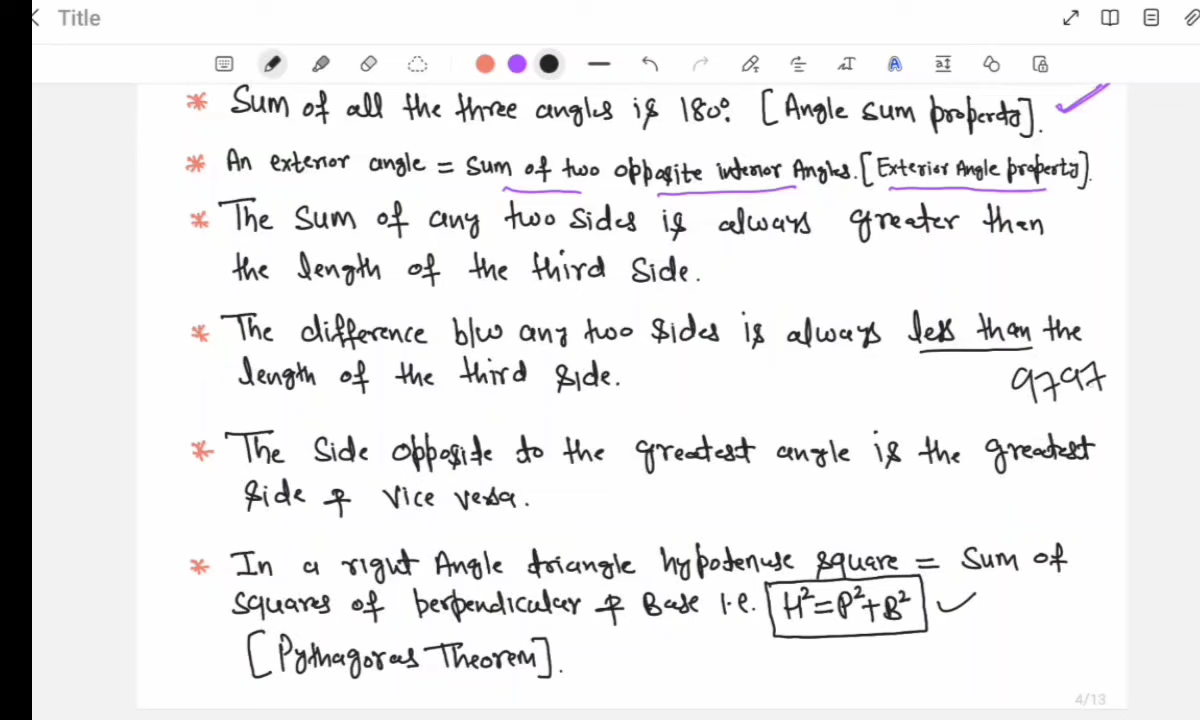 Title
* Sum of all the three angles is 180°. [Angle sum property].
* An exterior angle = Sum of two opposite interior Angles. [Exterior Angle property].
* The sum of any two sides is always greater than
the length of the third side.
* The difference b/w any two sides is always less than the
length of the third side.
9797
* The side opposite to the greatest angle is the greatest
side & vice versa.
* In a right Angle triangle hypotenuse square = Sum of
squares of perpendicular & Base i.e. H²=P²+B²
[Pythagoras Theorem].
4/13